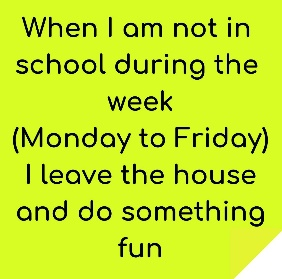 When I am not in
school during the
week
(Monday to Friday)
I leave the house
and do something
fun